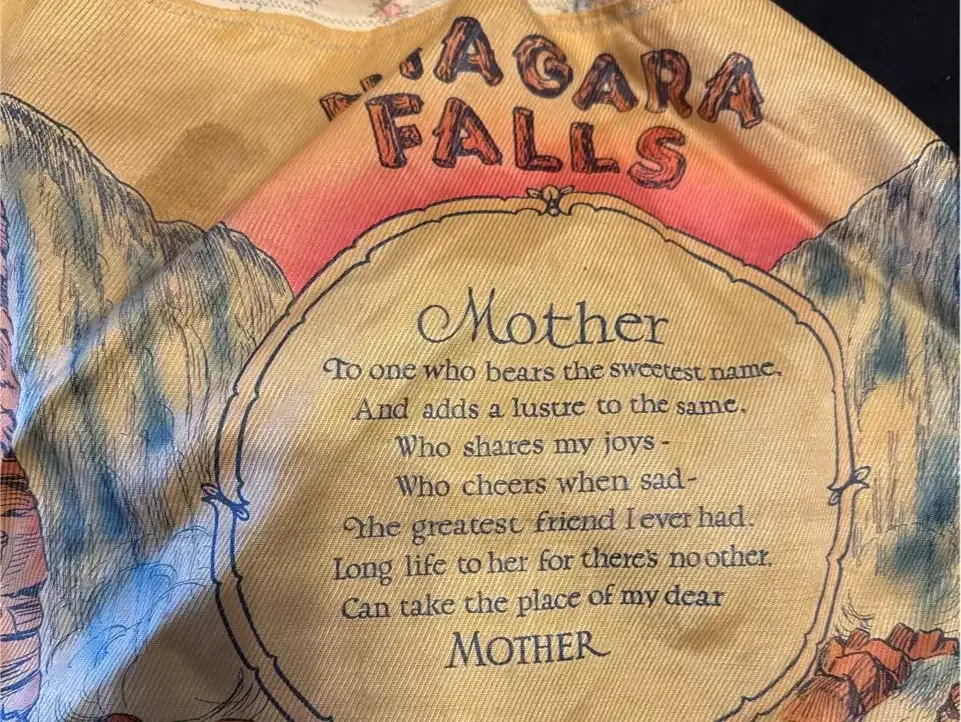 NIAGARA
FALLS
Mother
To one who bears the sweetest name,
And adds a lustre to the same.
Who shares my joys -
Who cheers when sad-
The greatest friend I ever had.
Long life to her for there's no other.
Can take the place of my dear
MOTHER